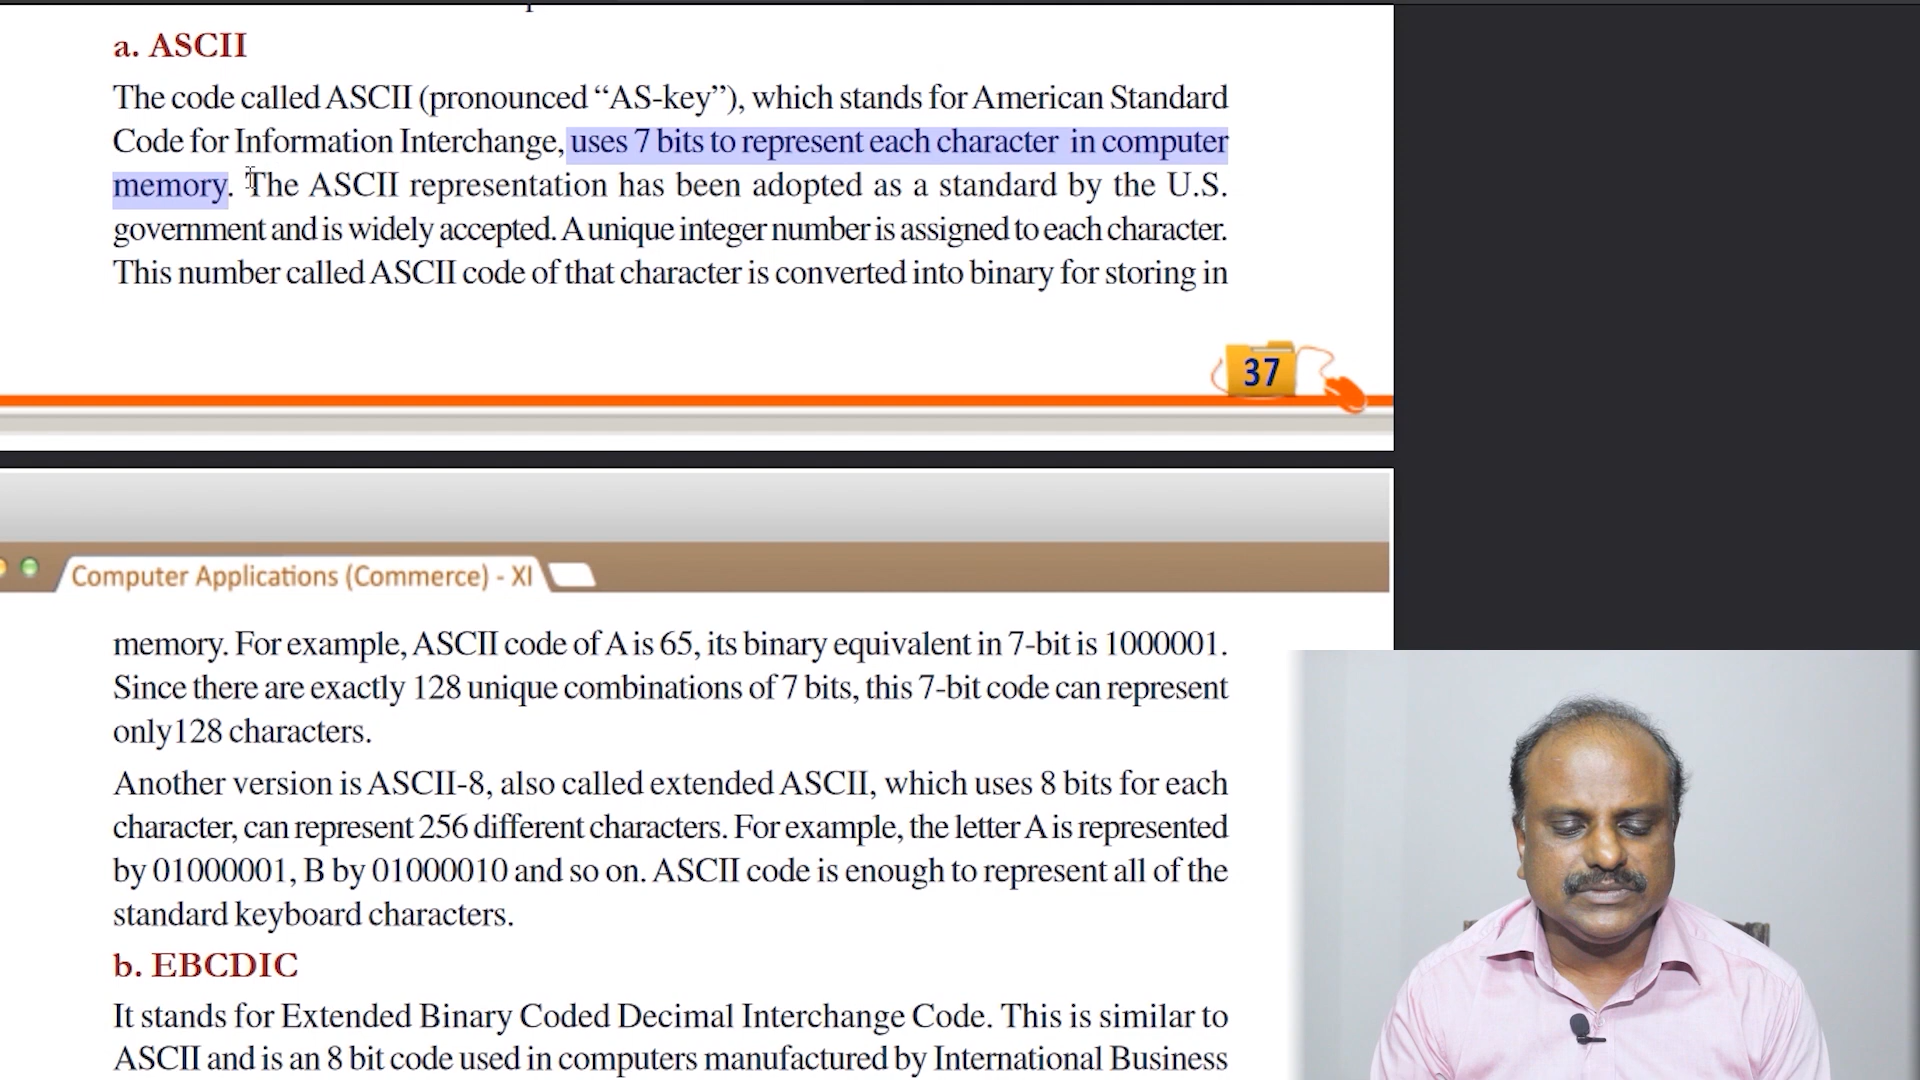 a. ASCII
The code called ASCII (pronounced “AS-key”), which stands for American Standard
Code for Information Interchange, uses 7 bits to represent each character in computer
memory. The ASCII representation has been adopted as a standard by the U.S.
government and is widely accepted. A unique integer number is assigned to each character.
This number called ASCII code of that character is converted into binary for storing in
37
Computer Applications (Commerce) - XI
memory. For example, ASCII code of A is 65, its binary equivalent in 7-bit is 1000001.
Since there are exactly 128 unique combinations of 7 bits, this 7-bit code can represent
only128 characters.
Another version is ASCII-8, also called extended ASCII, which uses 8 bits for each
character, can represent 256 different characters. For example, the letter A is represented
by 01000001, B by 01000010 and so on. ASCII code is enough to represent all of the
standard keyboard characters.
b. EBCDIC
It stands for Extended Binary Coded Decimal Interchange Code. This is similar to
ASCII and is an 8 bit code used in computers manufactured by International Business